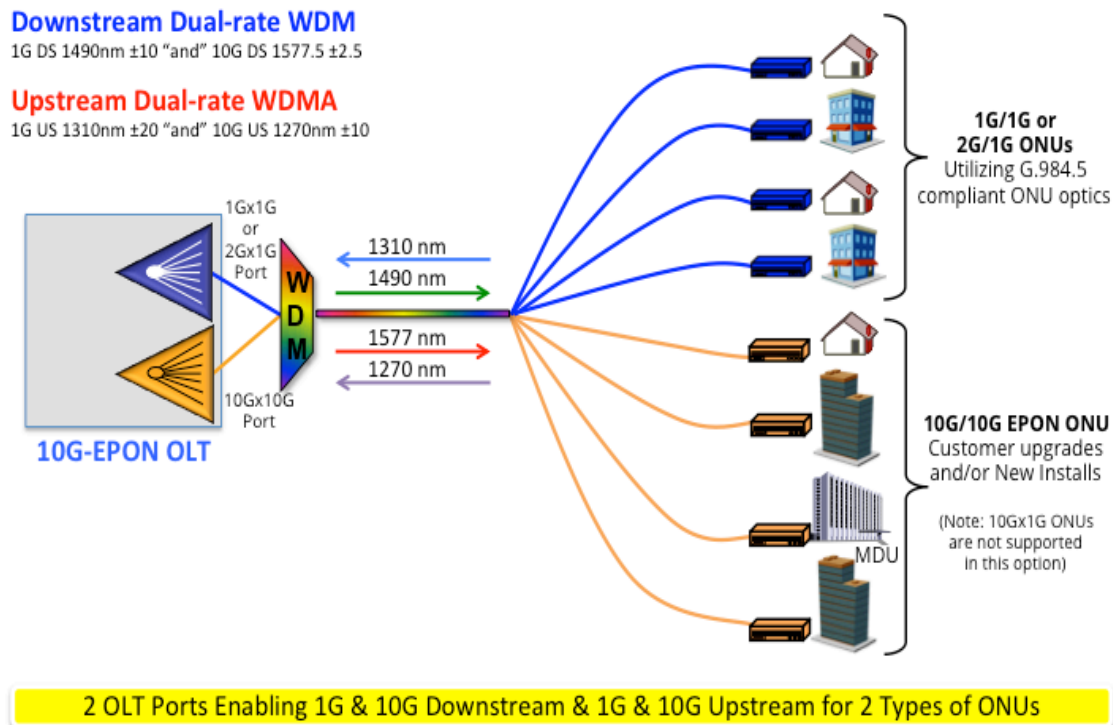 Downstream Dual-rate WDM
1G DS 1490nm ±10 “and” 10G DS 1577.5 ±2.5
Upstream Dual-rate WDMA
1G US 1310nm ±20 “and” 10G US 1270nm ±10
1Gx1G
or
2Gx1G
Port
W
D
M
10Gx10G
Port
10G-EPON OLT
1310 nm
1490 nm
1577 nm
1270 nm
1G/1G or
2G/1G ONUs
Utilizing G.984.5
compliant ONU optics
10G/10G EPON ONU
Customer upgrades
and/or New Installs
(Note: 10Gx1G ONUs
are not supported
in this option)
MDU
2 OLT Ports Enabling 1G & 10G Downstream & 1G & 10G Upstream for 2 Types of ONUs